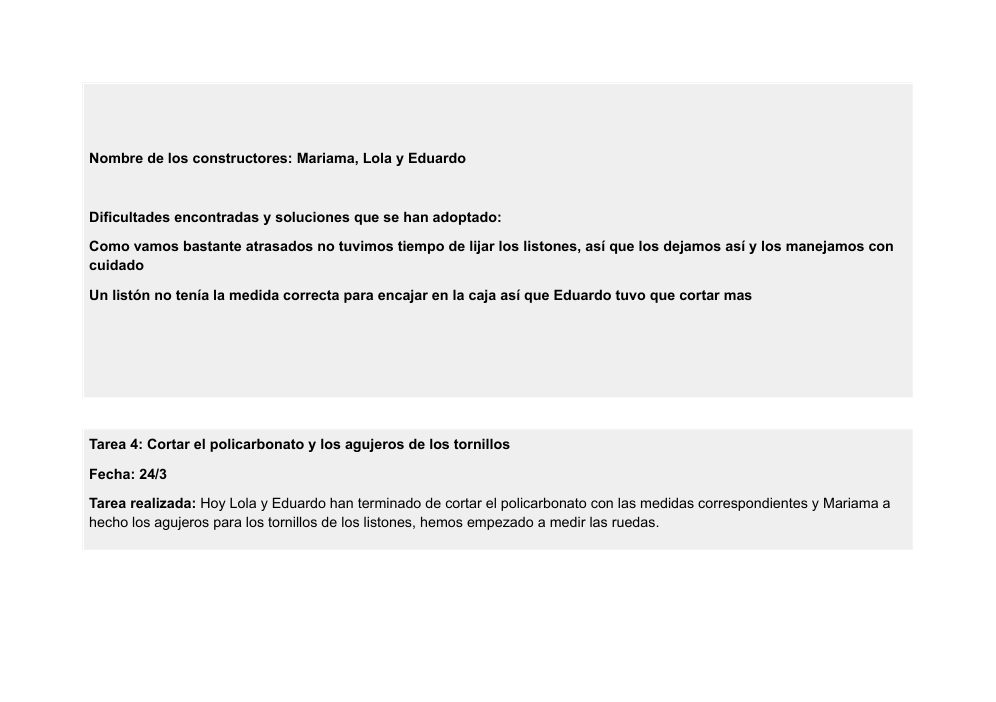 Nombre de los constructores: Mariama, Lola y Eduardo
Dificultades encontradas y soluciones que se han adoptado:
Como vamos bastante atrasados no tuvimos tiempo de lijar los listones, así que los dejamos así y los manejamos con
cuidado
Un listón no tenía la medida correcta para encajar en la caja así que Eduardo tuvo que cortar mas
Tarea 4: Cortar el policarbonato y los agujeros de los tornillos
Fecha: 24/3
Tarea realizada: Hoy Lola y Eduardo han terminado de cortar el policarbonato con las medidas correspondientes y Mariama a
hecho los agujeros para los tornillos de los listones, hemos empezado a medir las ruedas.